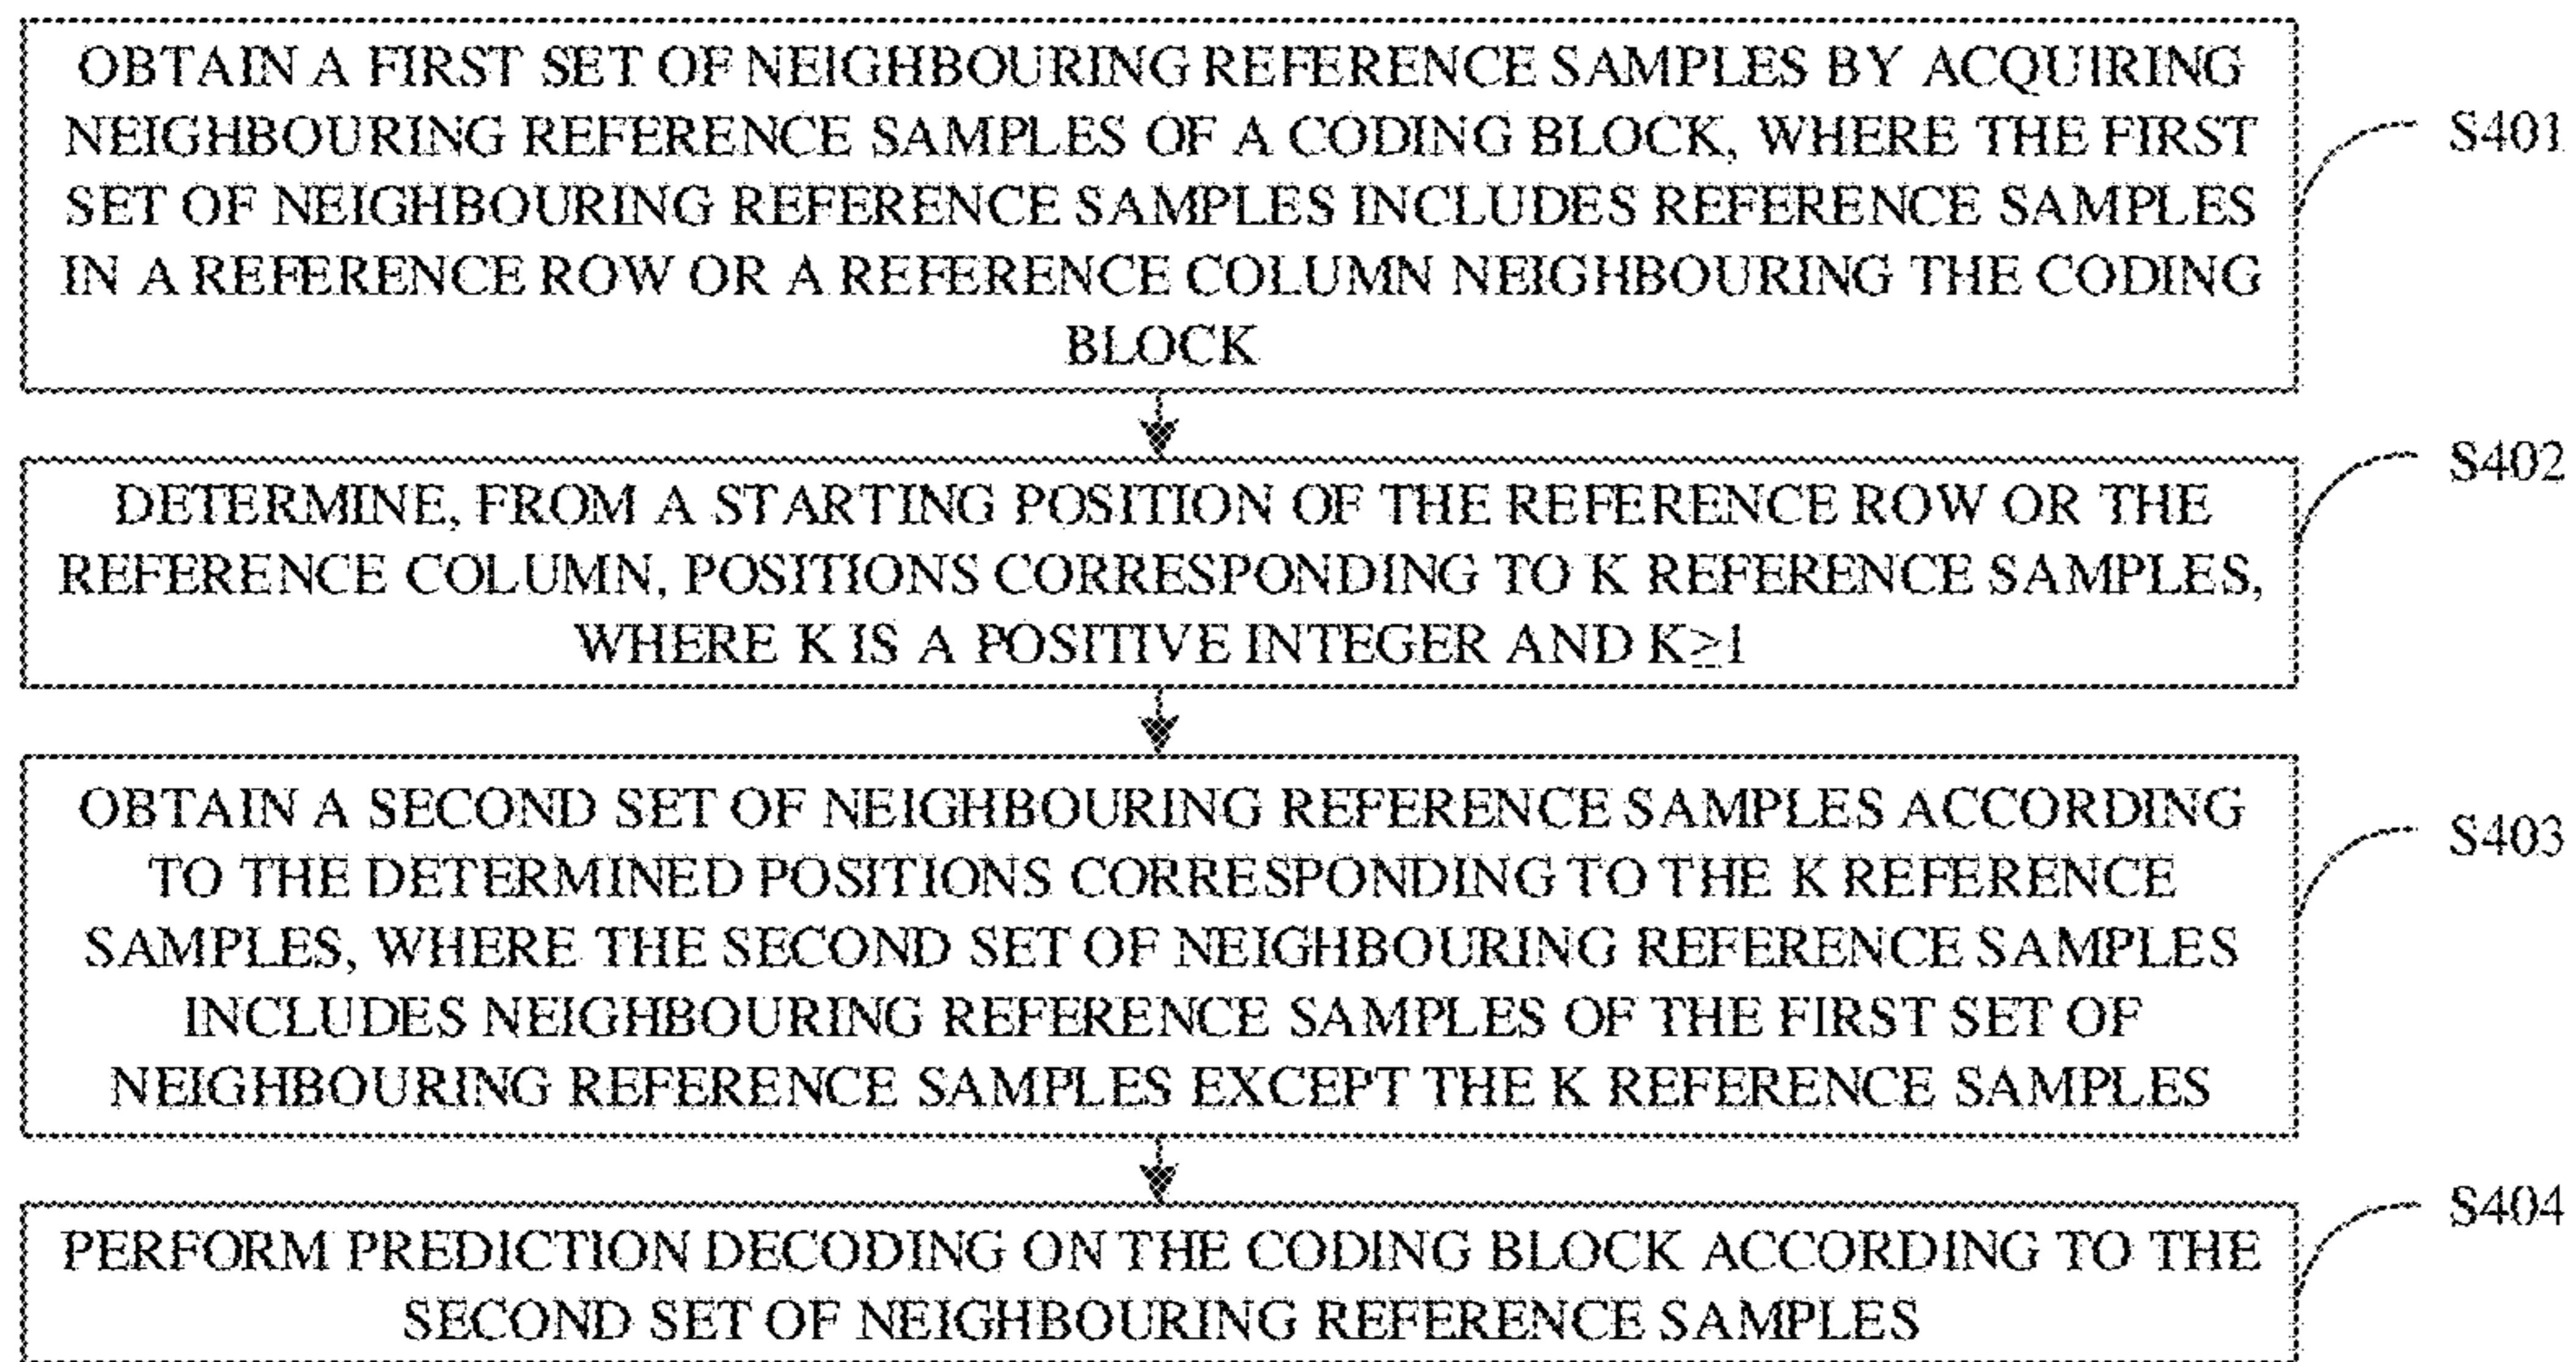 OBTAIN A FIRST SET OF NEIGHBOURING REFERENCE SAMPLES BY ACQUIRING
NEIGHBOURING REFERENCE SAMPLES OF A CODING BLOCK, WHERE THE FIRST
SET OF NEIGHBOURING REFERENCE SAMPLES INCLUDES REFERENCE SAMPLES
IN A REFERENCE ROW OR A REFERENCE COLUMN NEIGHBOURING THE CODING
BLOCK
S401
DETERMINE, FROM A STARTING POSITION OF THE REFERENCE ROW OR THE
REFERENCE COLUMN, POSITIONS CORRESPONDING TO K REFERENCE SAMPLES,
WHERE K IS A POSITIVE INTEGER AND K≥1
S402
OBTAIN A SECOND SET OF NEIGHBOURING REFERENCE SAMPLES ACCORDING
TO THE DETERMINED POSITIONS CORRESPONDING TO THE K REFERENCE
SAMPLES, WHERE THE SECOND SET OF NEIGHBOURING REFERENCE SAMPLES
INCLUDES NEIGHBOURING REFERENCE SAMPLES OF THE FIRST SET OF
NEIGHBOURING REFERENCE SAMPLES EXCEPT THE K REFERENCE SAMPLES
S403
PERFORM PREDICTION DECODING ON THE CODING BLOCK ACCORDING TO THE
SECOND SET OF NEIGHBOURING REFERENCE SAMPLES
S404